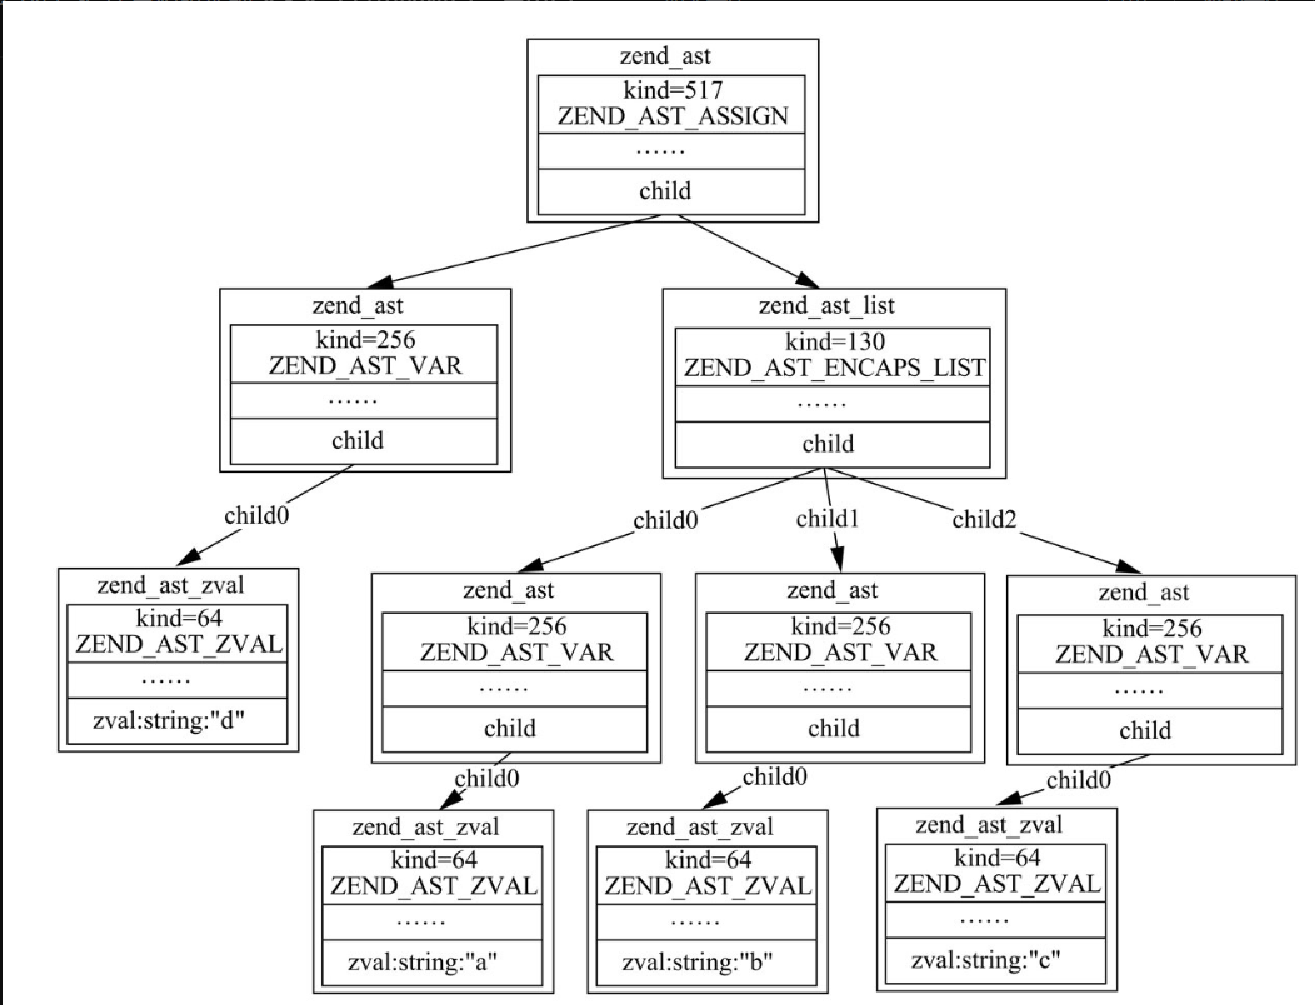 zend_ast
kind=517
ZEND_AST_ASSIGN
······
child
zend_ast
kind=256
ZEND_AST_VAR
······
child
zend_ast_list
kind=130
ZEND_AST_ENCAPS_LIST
······
child
child0
child0
child1
child2
zend_ast_zval
kind=64
ZEND_AST_ZVAL
······
zval:string:"d"
zend_ast
kind=256
ZEND_AST_VAR
······
child
zend_ast
kind=256
ZEND_AST_VAR
······
child
zend_ast
kind=256
ZEND_AST_VAR
······
child
child0
child0
child0
zend_ast_zval
kind=64
ZEND_AST_ZVAL
······
zval:string:"a"
zend_ast_zval
kind=64
ZEND_AST_ZVAL
······
zval:string:"b"
zend_ast_zval
kind=64
ZEND_AST_ZVAL
······
zval:string:"c"